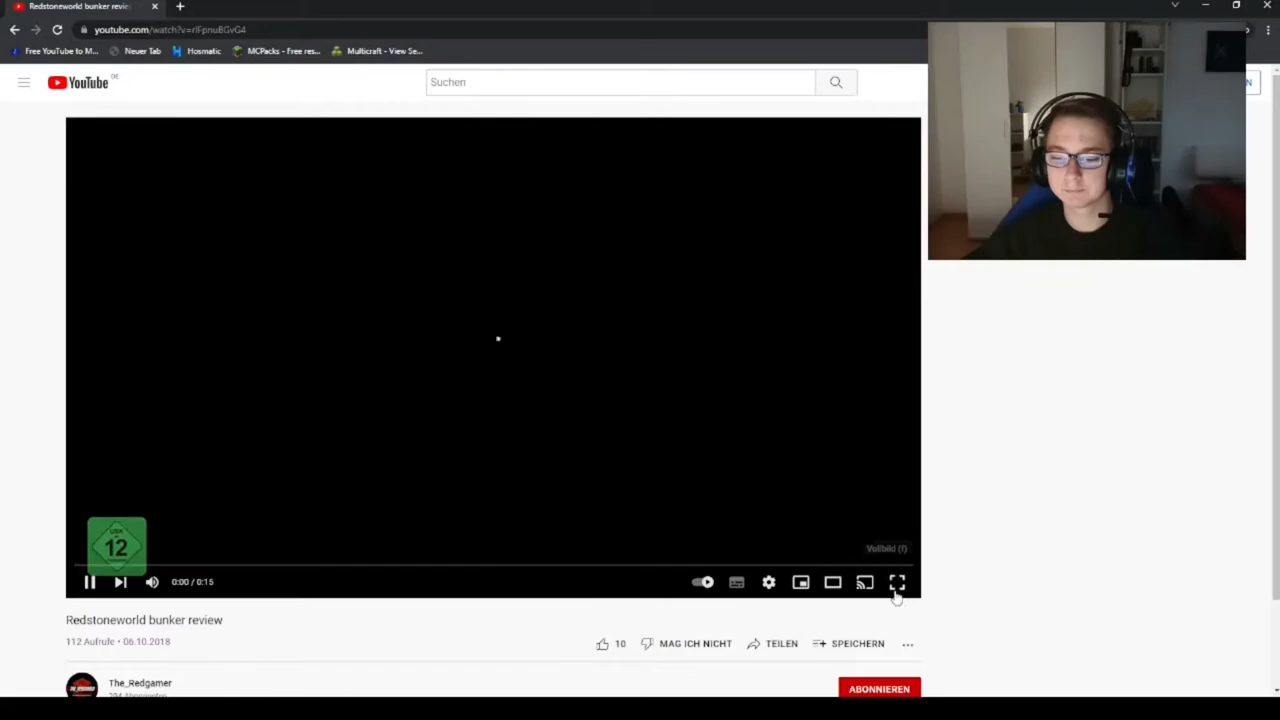 Redstoneworld bunker revie
youtube.com/watch?v=rIFpnuBGvG4
Free YouTube to M... Neuer Tab Hosmatic MCPacks - Free res... Multicraft - View Se...
YouTube DE
Suchen
N
USK
12
Vollbild (f)
0:00 / 0:15
Redstoneworld bunker review
112 Aufrufe • 06.10.2018
10 MAG ICH NICHT TEILEN SPEICHERN
The_Redgamer
ABONNIEREN